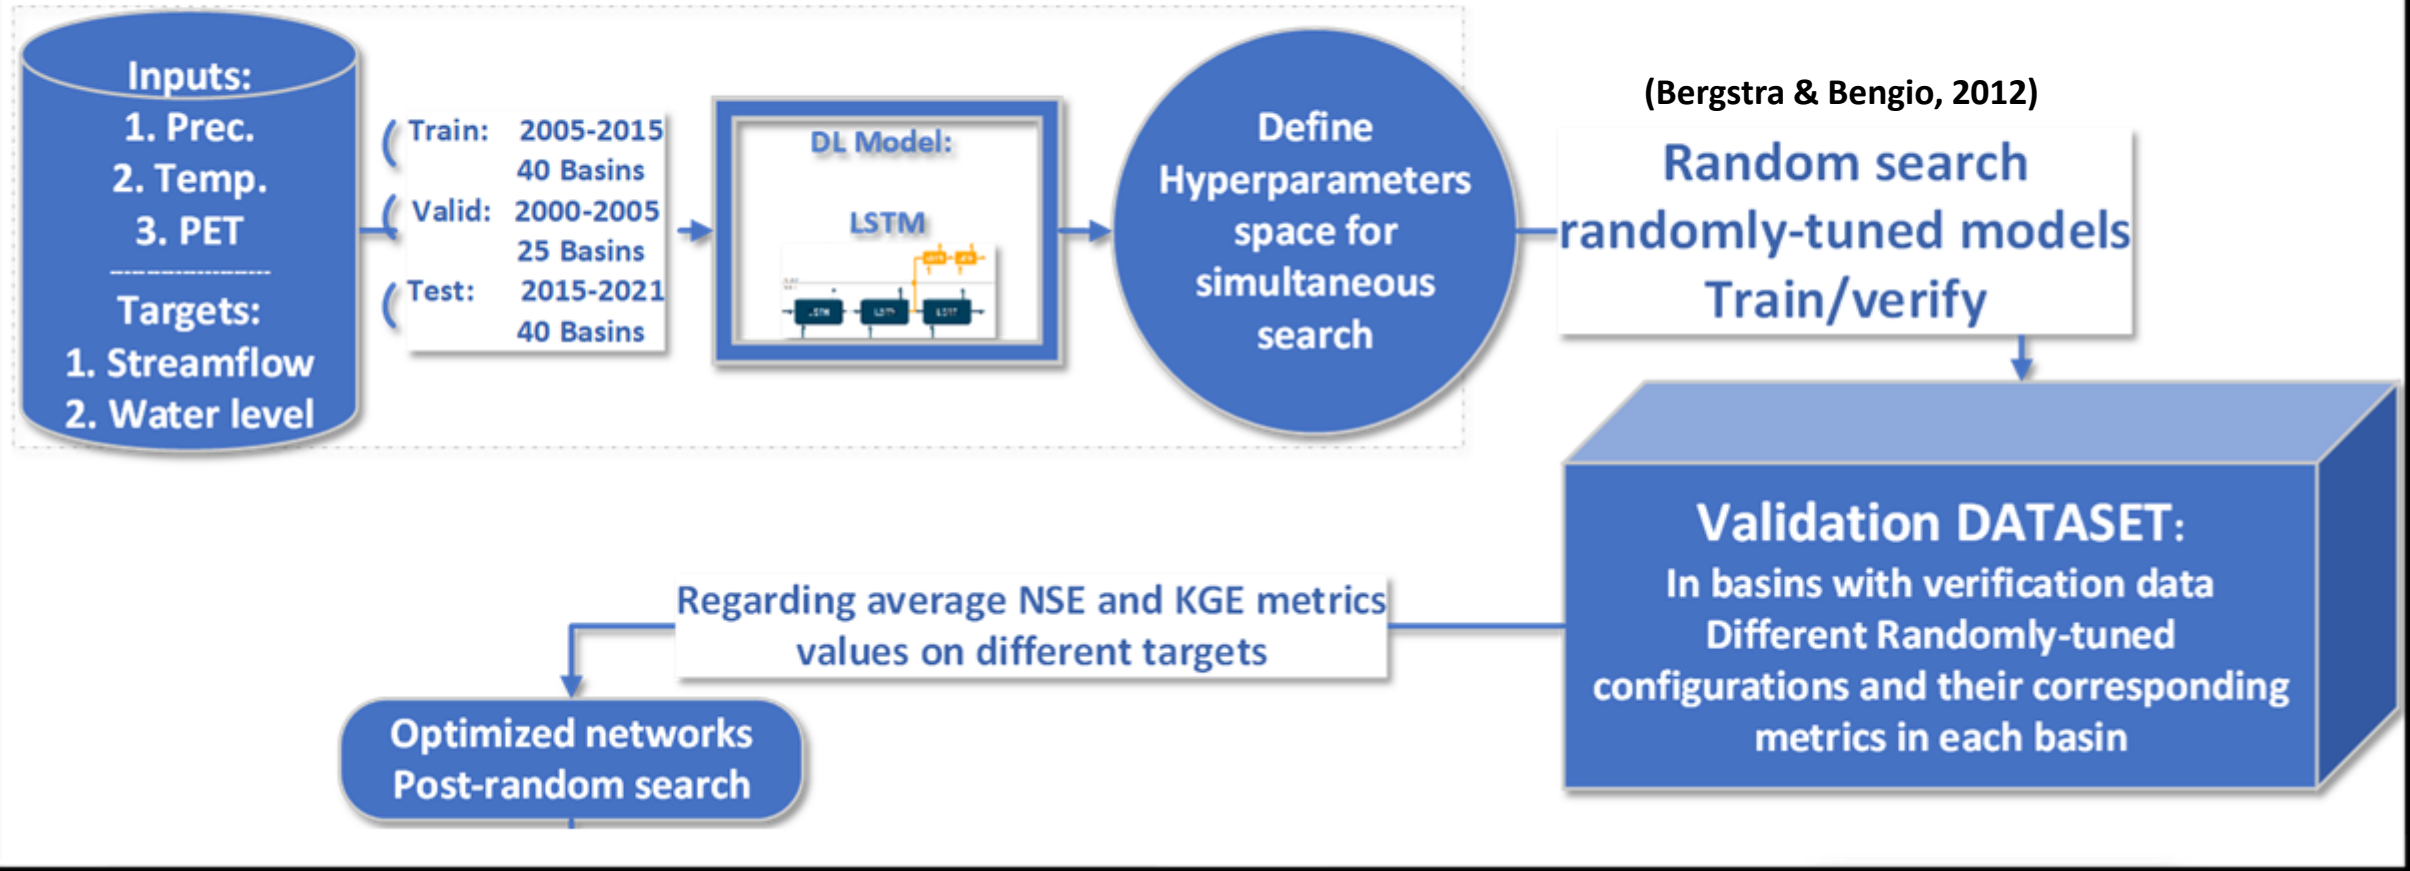 Inputs:
1. Prec.
2. Temp.
3. PET
----------------------
Targets:
1. Streamflow
2. Water level
Train: 2005-2015
40 Basins
Valid: 2000-2005
25 Basins
Test: 2015-2021
40 Basins
DL Model:
LSTM
LSTM
Define
Hyperparameters
space for
simultaneous
search
(Bergstra & Bengio, 2012)
Random search
randomly-tuned models
Train/verify
Validation DATASET:
In basins with verification data
Different Randomly-tuned
configurations and their corresponding
metrics in each basin
Regarding average NSE and KGE metrics
values on different targets
Optimized networks
Post-random search